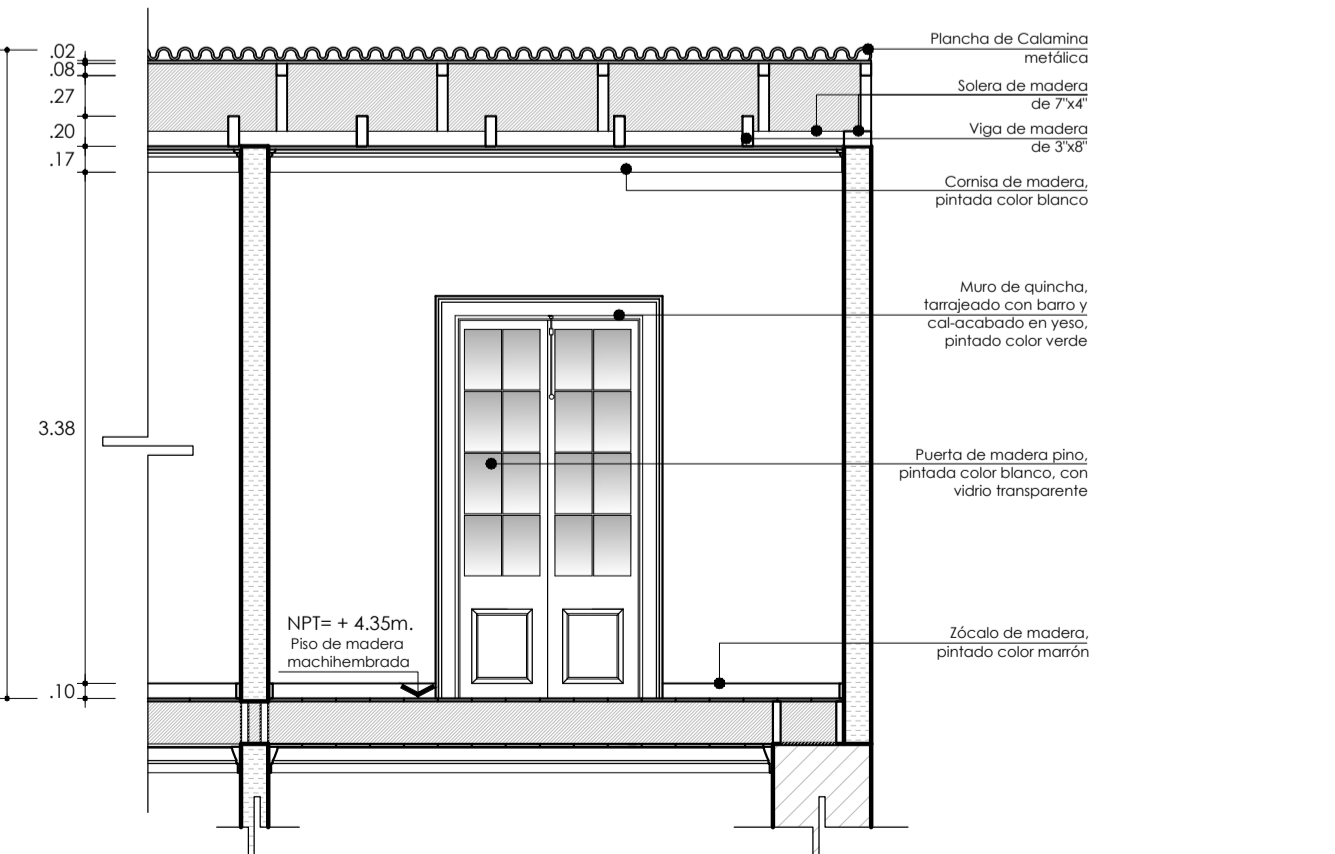 .02
.08
.27
.20
.17
3.38
.10
Plancha de Calamina
metálica
Solera de madera
de 7"x4"
Viga de madera
de 3"x8"
Cornisa de madera,
pintada color blanco
Muro de quincha,
tarrajeado con barro y
cal-acabado en yeso,
pintado color verde
Puerta de madera pino,
pintada color blanco, con
vidrio transparente
NPT= + 4.35m.
Piso de madera
machihembrada
Zócalo de madera,
pintado color marrón